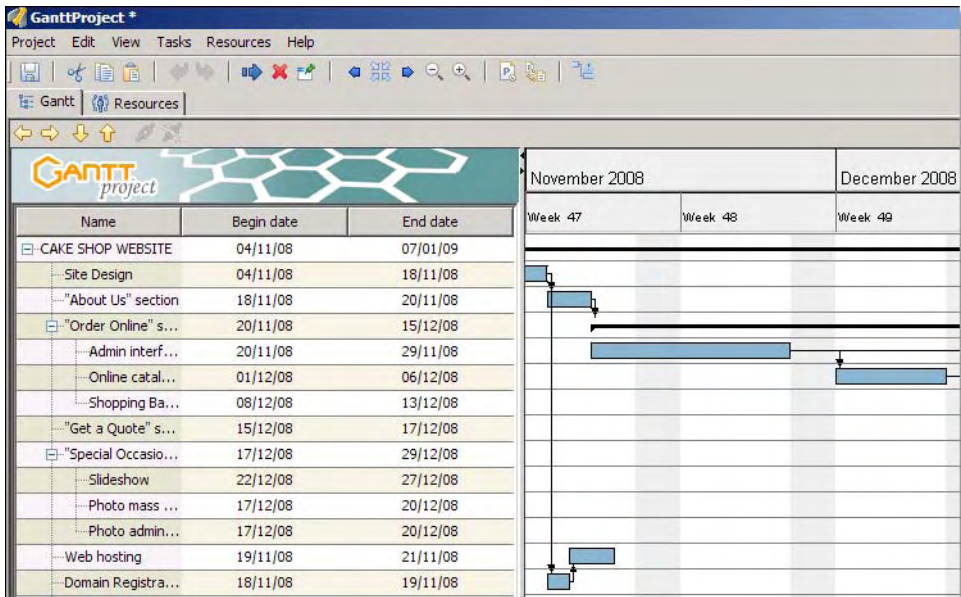 GanttProject *
Project Edit View Tasks Resources Help
Gantt Resources
GANTT project
November 2008 December 2008
Name Begin date End date Week 47 Week 48 Week 49
CAKE SHOP WEBSITE 04/11/08 07/01/09
Site Design 04/11/08 18/11/08
"About Us" section 18/11/08 20/11/08
"Order Online" s... 20/11/08 15/12/08
Admin interf... 20/11/08 29/11/08
Online catal... 01/12/08 06/12/08
Shopping Ba... 08/12/08 13/12/08
"Get a Quote" s... 15/12/08 17/12/08
"Special Occasio... 17/12/08 29/12/08
Slideshow 22/12/08 27/12/08
Photo mass ... 17/12/08 20/12/08
Photo admin... 17/12/08 20/12/08
Web hosting 19/11/08 21/11/08
Domain Registra... 18/11/08 19/11/08